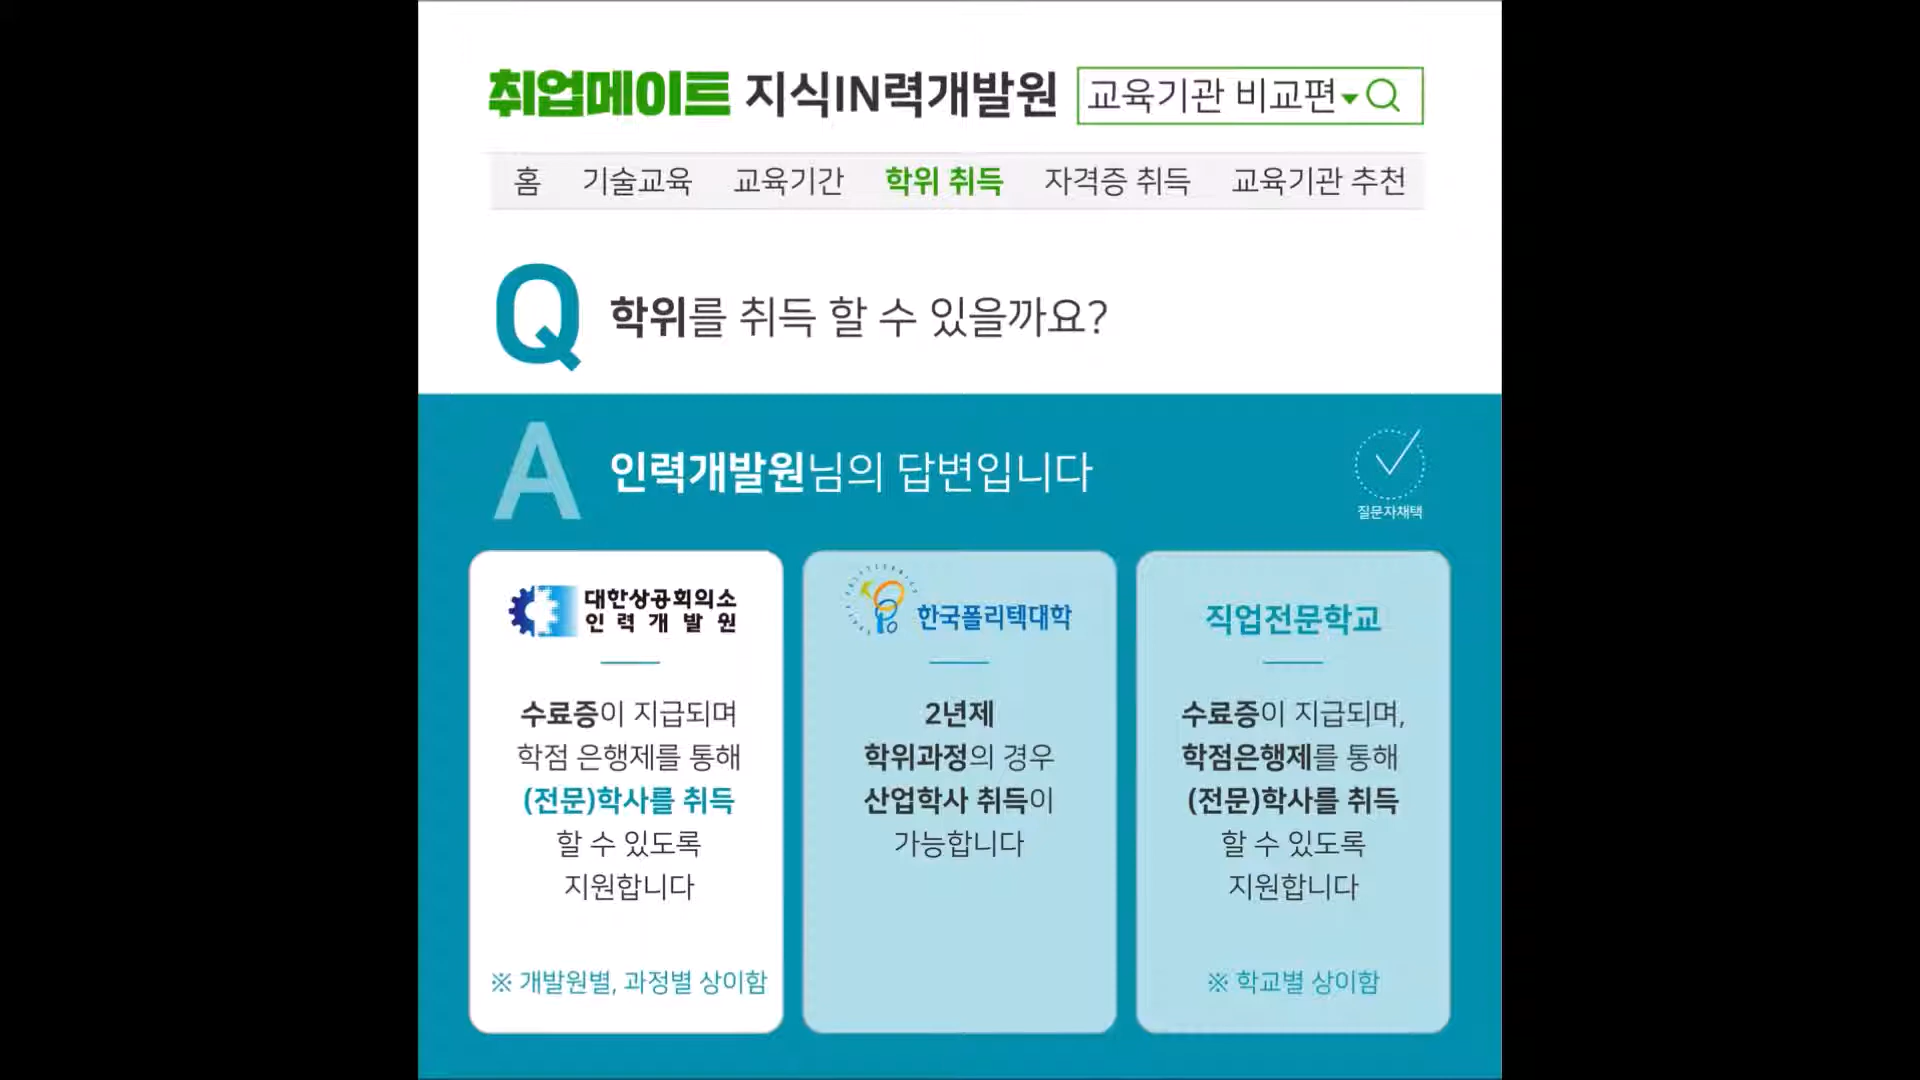 취업메이트 지식IN력개발원 교육기관 비교편
홈 기술교육 교육기간 학위 취득 자격증 취득 교육기관 추천
Q 학위를 취득 할 수 있을까요?
A 인력개발원님의 답변입니다
질문자채택
대한상공회의소
인력개발원
수료증이 지급되며
학점 은행제를 통해
(전문)학사를 취득
할 수 있도록
지원합니다
※ 개발원별, 과정별 상이함
한국폴리텍대학
2년제
학위과정의 경우
산업학사 취득이
가능합니다
직업전문학교
수료증이 지급되며,
학점은행제를 통해
(전문)학사를 취득
할 수 있도록
지원합니다
※ 학교별 상이함